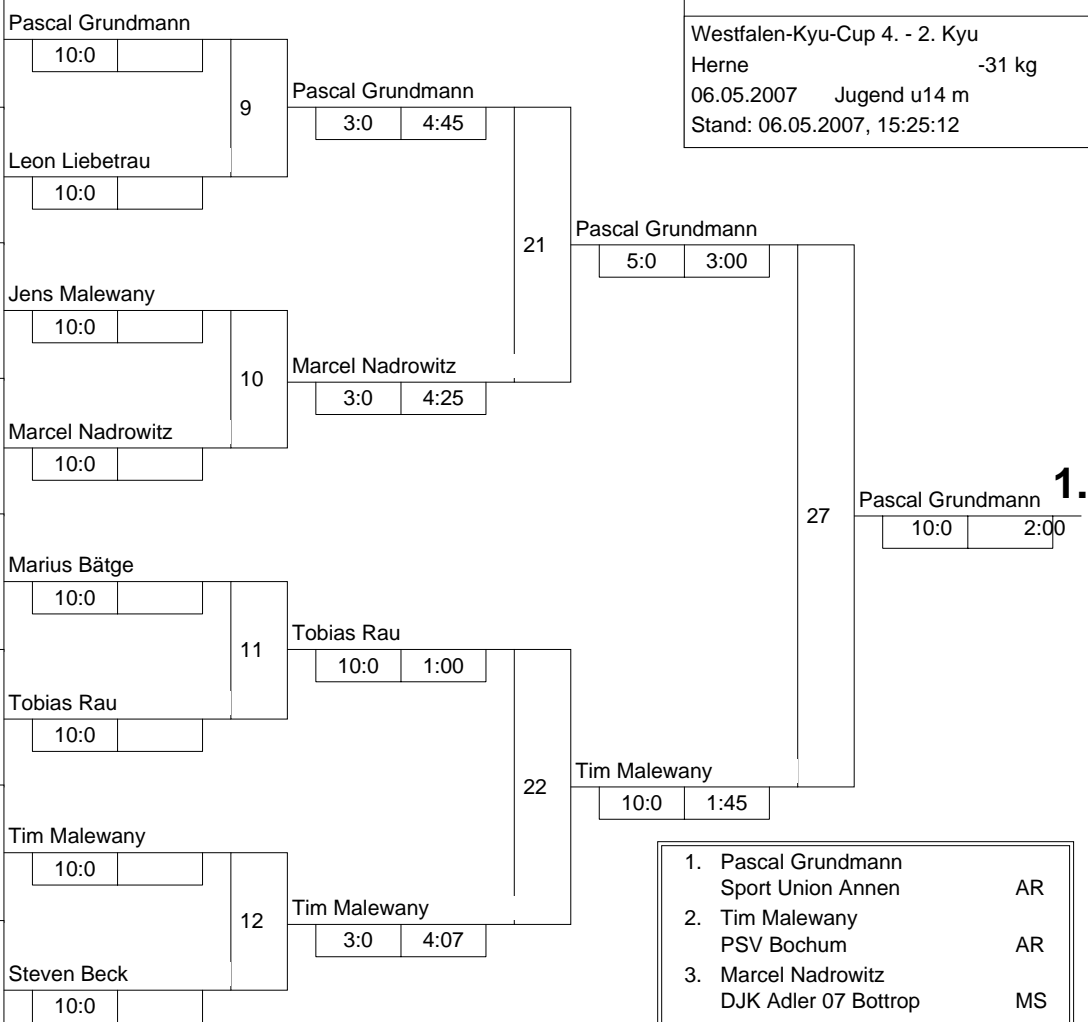 Pascal Grundmann
10:0
9
Leon Liebetrau
10:0
Jens Malewany
10:0
10
Marcel Nadrowitz
10:0
Marius Bätge
10:0
11
Tobias Rau
10:0
Tim Malewany
10:0
12
Steven Beck
10:0
Pascal Grundmann
3:0 4:45
21
Marcel Nadrowitz
3:0 4:25
Tobias Rau
10:0 1:00
22
Tim Malewany
3:0 4:07
Pascal Grundmann
5:0 3:00
27
Tim Malewany
10:0 1:45
Pascal Grundmann 1.
10:0 2:00
Westfalen-Kyu-Cup 4. - 2. Kyu
Herne -31 kg
06.05.2007 Jugend u14 m
Stand: 06.05.2007, 15:25:12
1. Pascal Grundmann
Sport Union Annen AR
2. Tim Malewany
PSV Bochum AR
3. Marcel Nadrowitz
DJK Adler 07 Bottrop MS